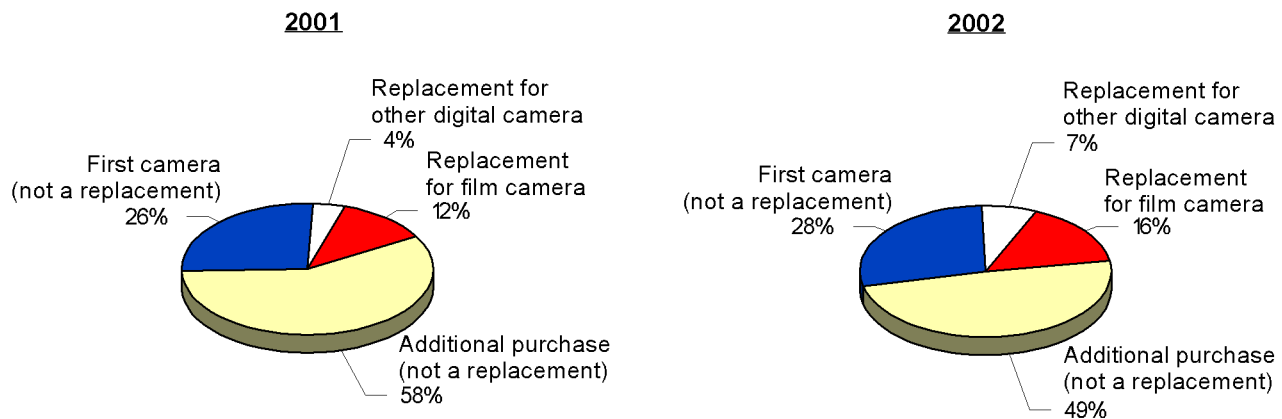 2001
Replacement for
other digital camera
4%
First camera
(not a replacement)
26%
Replacement
for film camera
12%
Additional purchase
(not a replacement)
58%
2002
Replacement for
other digital camera
7%
First camera
(not a replacement)
28%
Replacement
for film camera
16%
Additional purchase
(not a replacement)
49%